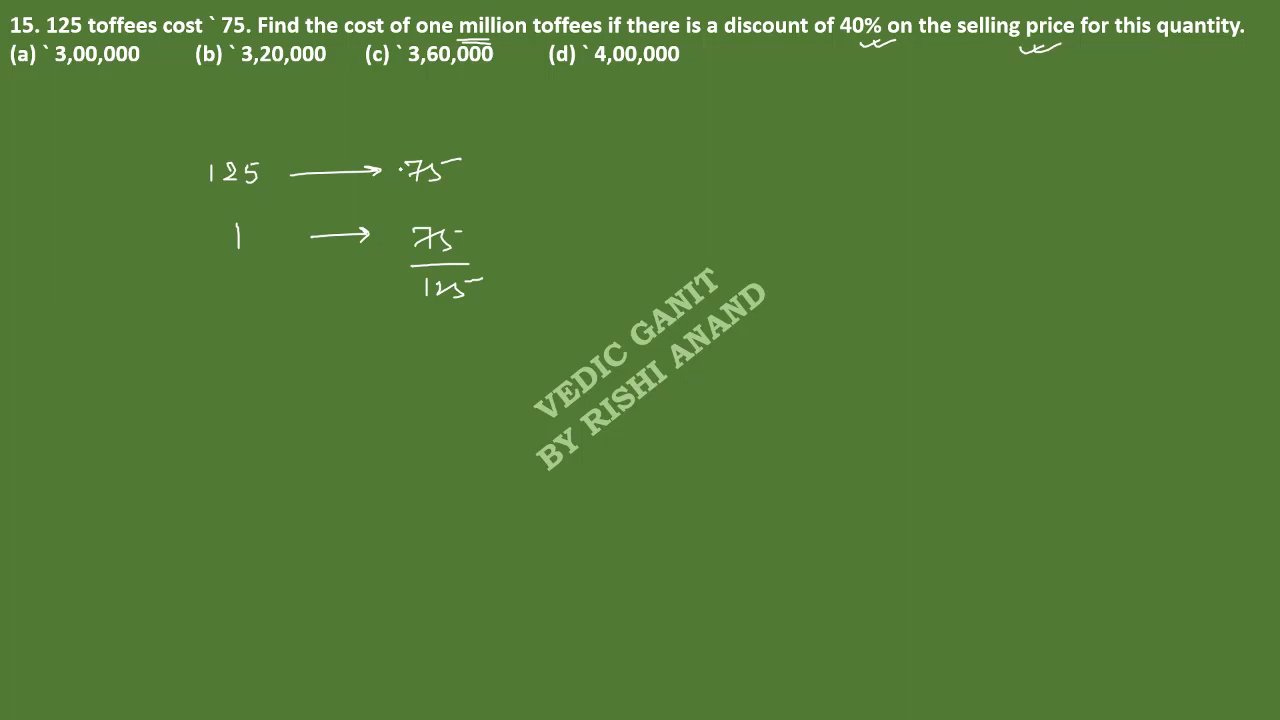 15. 125 toffees cost ` 75. Find the cost of one million toffees if there is a discount of 40% on the selling price for this quantity.
(a) ` 3,00,000 (b) ` 3,20,000 (c) ` 3,60,000 (d) ` 4,00,000
125 → 75
1 → 75
125
VEDIC GANIT
BY RISHI ANAND